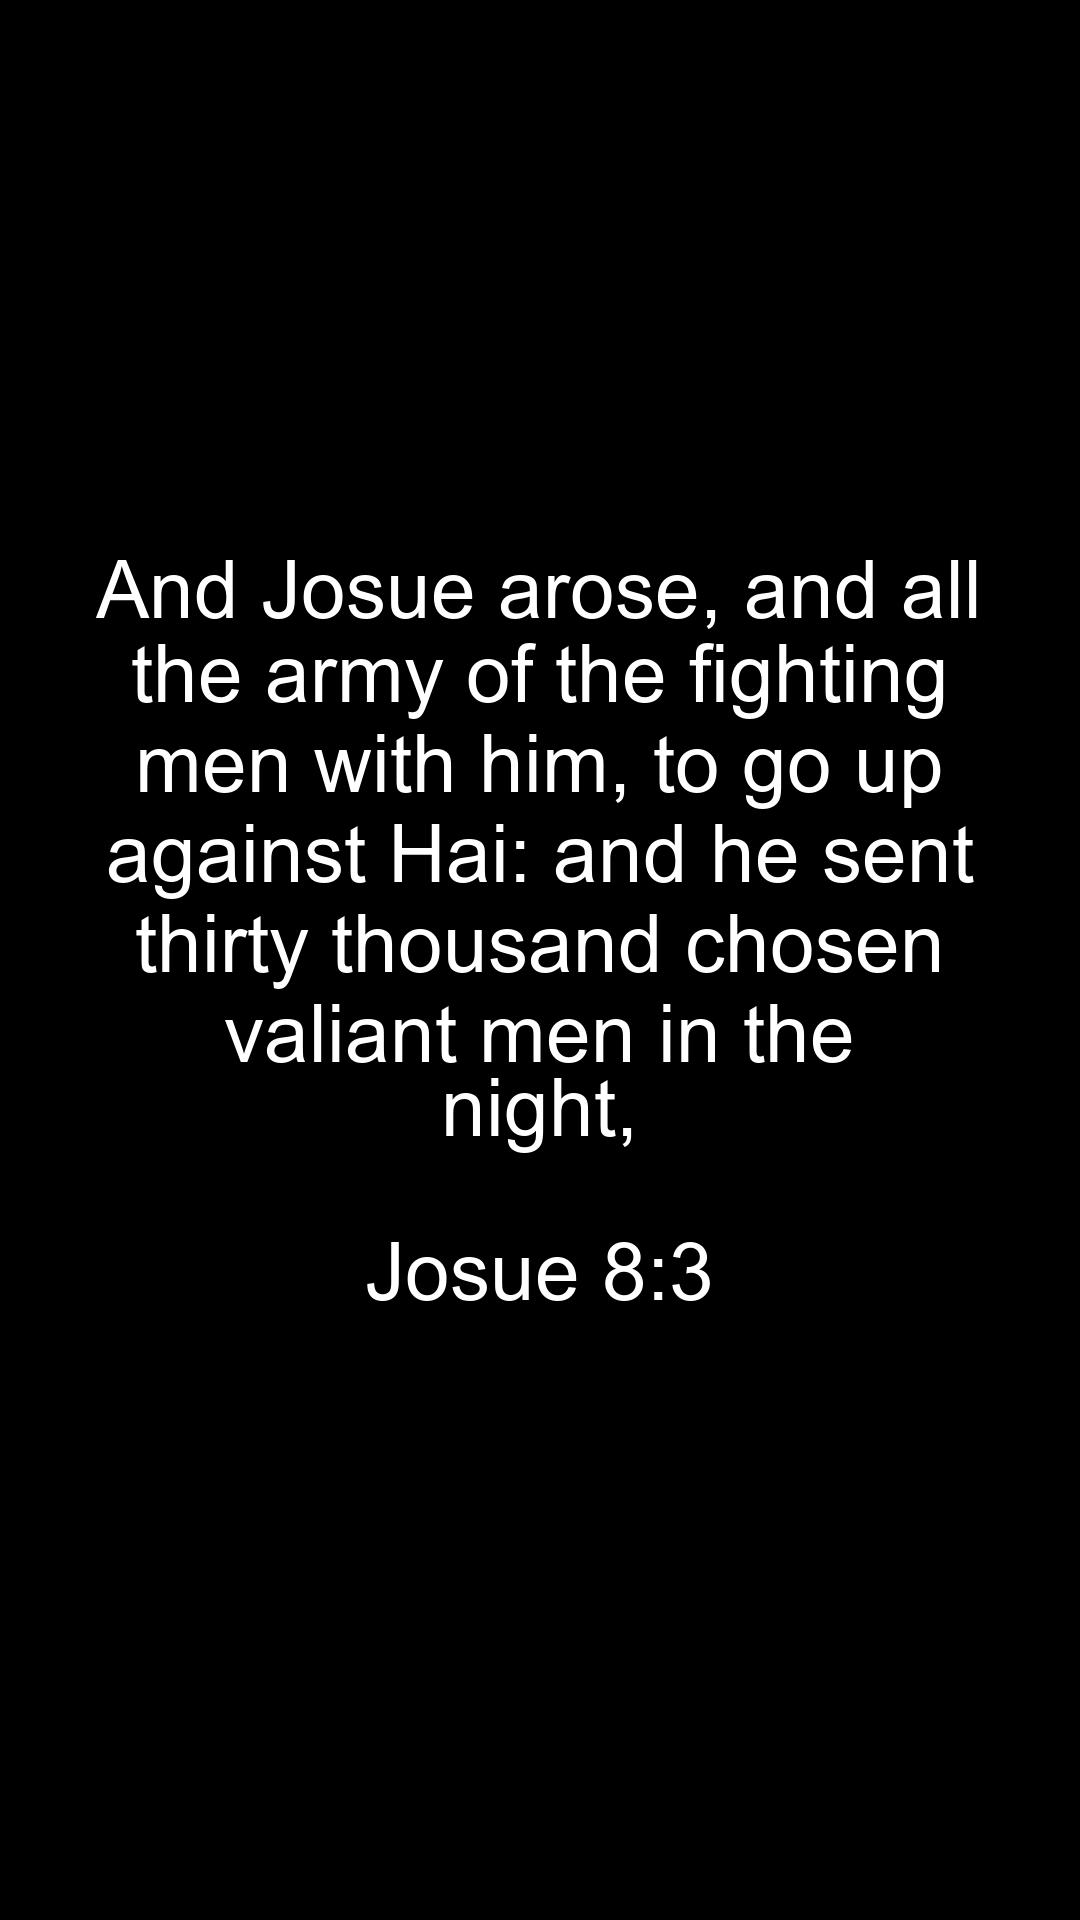 And Josue arose, and all
the army of the fighting
men with him, to go up
against Hai: and he sent
thirty thousand chosen
valiant men in the
night,
Josue 8:3